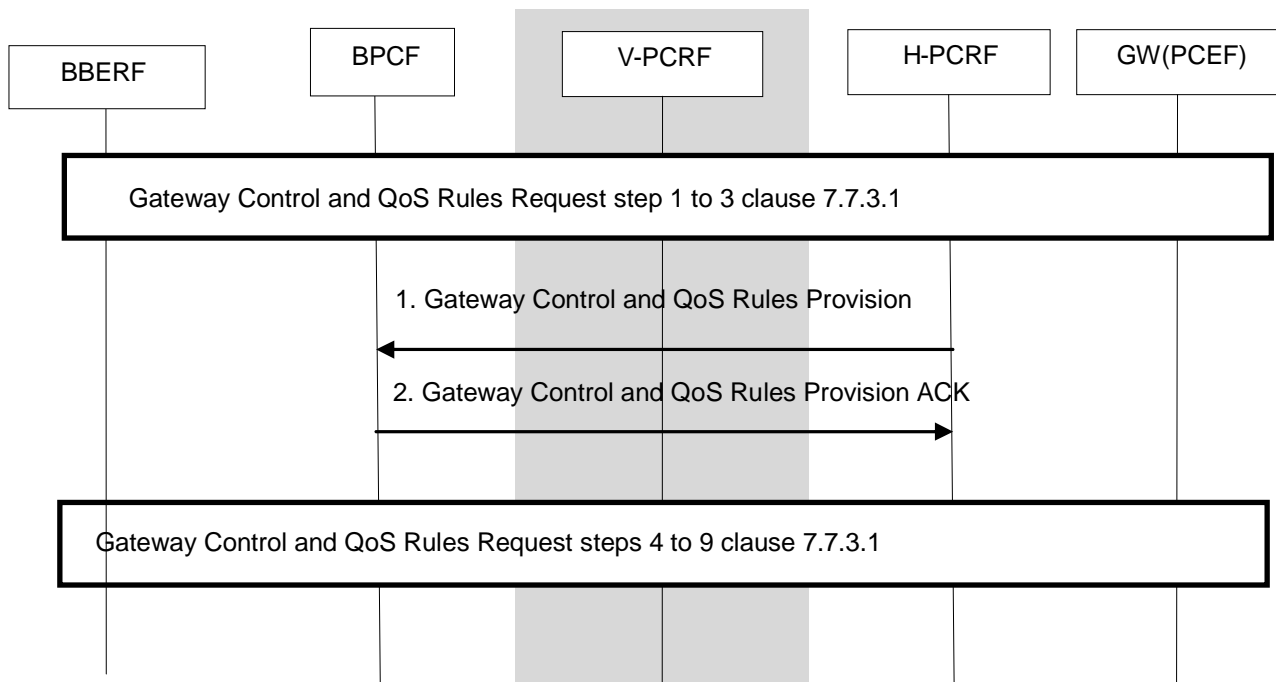 BBERF
BPCF
V-PCRF
H-PCRF
GW(PCEF)
Gateway Control and QoS Rules Request step 1 to 3 clause 7.7.3.1
1. Gateway Control and QoS Rules Provision
2. Gateway Control and QoS Rules Provision ACK
Gateway Control and QoS Rules Request steps 4 to 9 clause 7.7.3.1